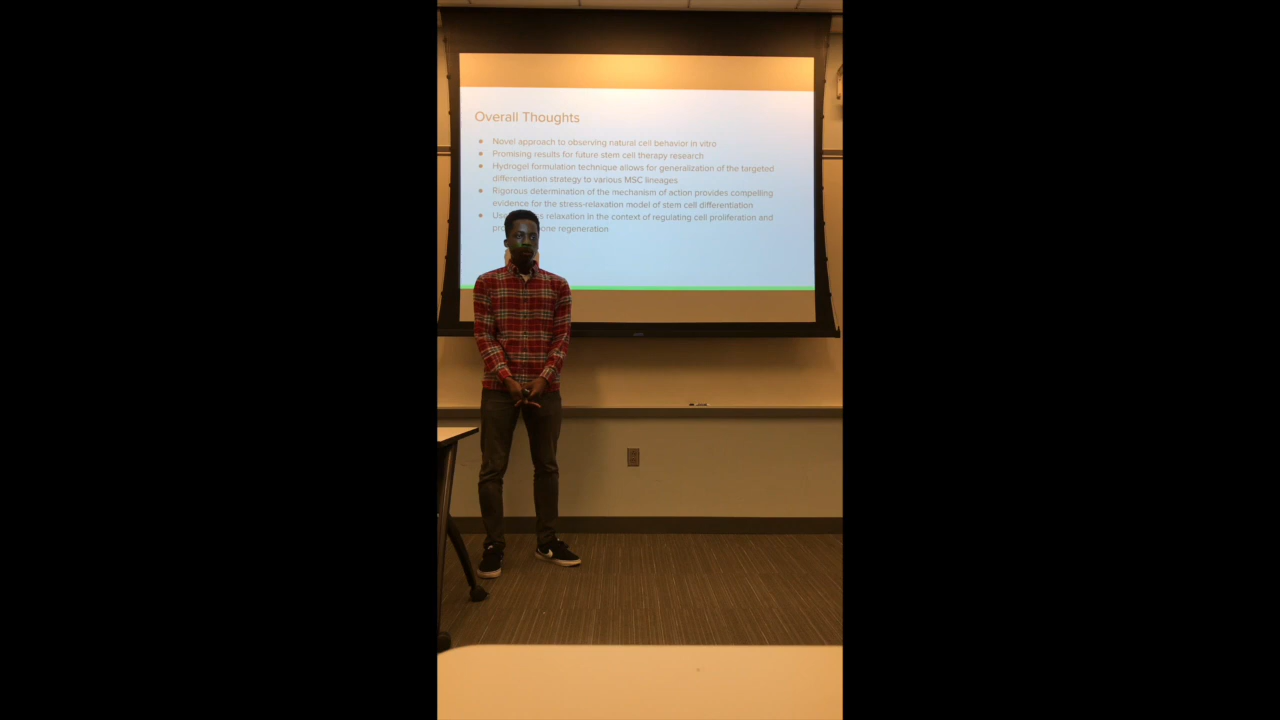 Overall Thoughts
● Novel approach to observing natural cell behavior in vitro
● Promising results for future stem cell therapy research
● Hydrogel formulation technique allows for generalization of the targeted
differentiation strategy to various MSC lineages
● Rigorous determination of the mechanism of action provides compelling
evidence for the stress-relaxation model of stem cell differentiation
● relaxation in the context of regulating cell proliferation and
regeneration